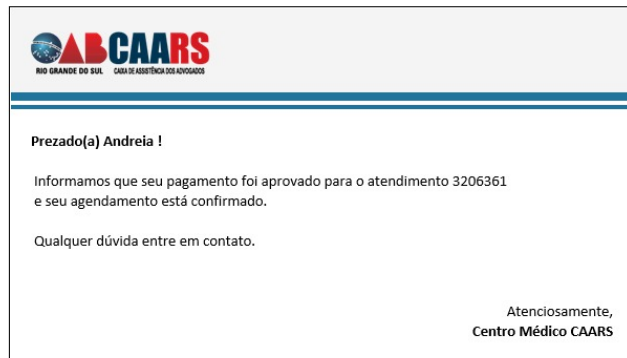 OABCAARS
RIO GRANDE DO SUL CAIXA DE ASSISTÊNCIA DOS ADVOGADOS
Prezado(a) Andreia !
Informamos que seu pagamento foi aprovado para o atendimento 3206361
e seu agendamento está confirmado.
Qualquer dúvida entre em contato.
Atenciosamente,
Centro Médico CAARS